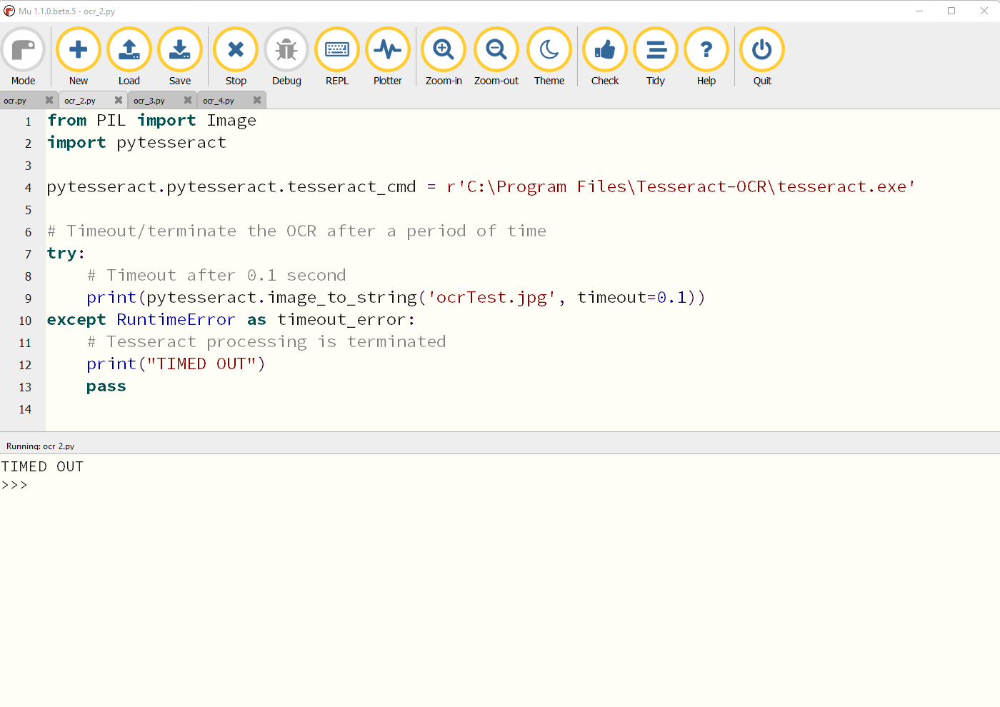 Mu 1.1.0.beta.5 - ocr_2.py
Mode New Load Save Stop Debug REPL Plotter Zoom-in Zoom-out Theme Check Tidy Help Quit
ocr.py ocr_2.py ocr_3.py ocr_4.py
1 from PIL import Image
2 import pytesseract
3
4 pytesseract.pytesseract.tesseract_cmd = r'C:\Program Files\Tesseract-OCR\tesseract.exe'
5
6 # Timeout/terminate the OCR after a period of time
7 try:
8     # Timeout after 0.1 second
9     print(pytesseract.image_to_string('ocrTest.jpg', timeout=0.1))
10 except RuntimeError as timeout_error:
11     # Tesseract processing is terminated
12     print("TIMED OUT")
13     pass
14
Running: ocr_2.py
TIMED OUT
>>>